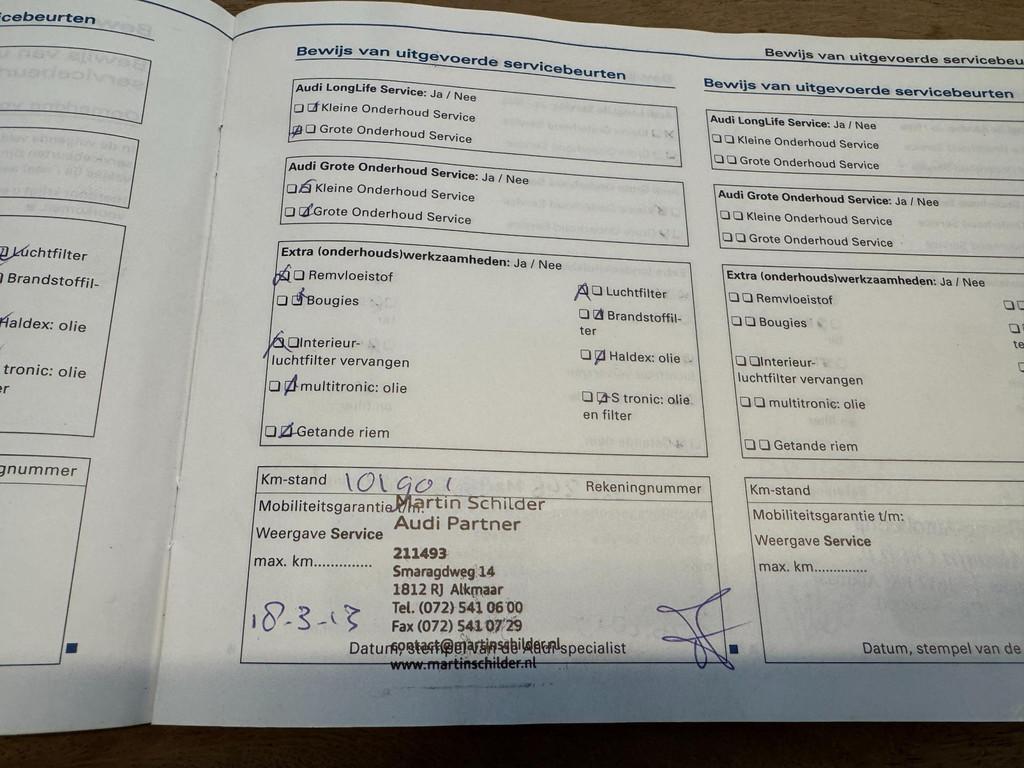 cebeurten
Luchtfilter
Brandstoffil-
Haldex: olie
tronic: olie
gnummer
Bewijs van uitgevoerde servicebeurten
Audi LongLife Service: Ja / Nee
Kleine Onderhoud Service
Grote Onderhoud Service
Audi Grote Onderhoud Service: Ja / Nee
Kleine Onderhoud Service
Grote Onderhoud Service
Extra (onderhouds)werkzaamheden: Ja / Nee
Remvloeistof
Luchtfilter
Bougies
Brandstoffil-
ter
Interieur-
luchtfilter vervangen
Haldex: olie
multitronic: olie
S tronic: olie
en filter
Getande riem
Km-stand 101901
Rekeningnummer
Mobiliteitsgarantie t/m:
Weergave Service
max. km..............
Martin Schilder
Audi Partner
211493
Smaragdweg 14
1812 RJ Alkmaar
Tel. (072) 541 06 00
Fax (072) 541 07 29
contact@martinschilder.nl
www.martinschilder.nl
18-3-13
Datum, stempel van de Audi specialist
Bewijs van uitgevoerde servicebeu
Bewijs van uitgevoerde servicebeurten
Audi LongLife Service: Ja / Nee
Kleine Onderhoud Service
Grote Onderhoud Service
Audi Grote Onderhoud Service: Ja / Nee
Kleine Onderhoud Service
Grote Onderhoud Service
Extra (onderhouds)werkzaamheden: Ja / Nee
Remvloeistof
Bougies
te
Interieur-
luchtfilter vervangen
multitronic: olie
Getande riem
Km-stand
Mobiliteitsgarantie t/m:
Weergave Service
max. km..............
Datum, stempel van de